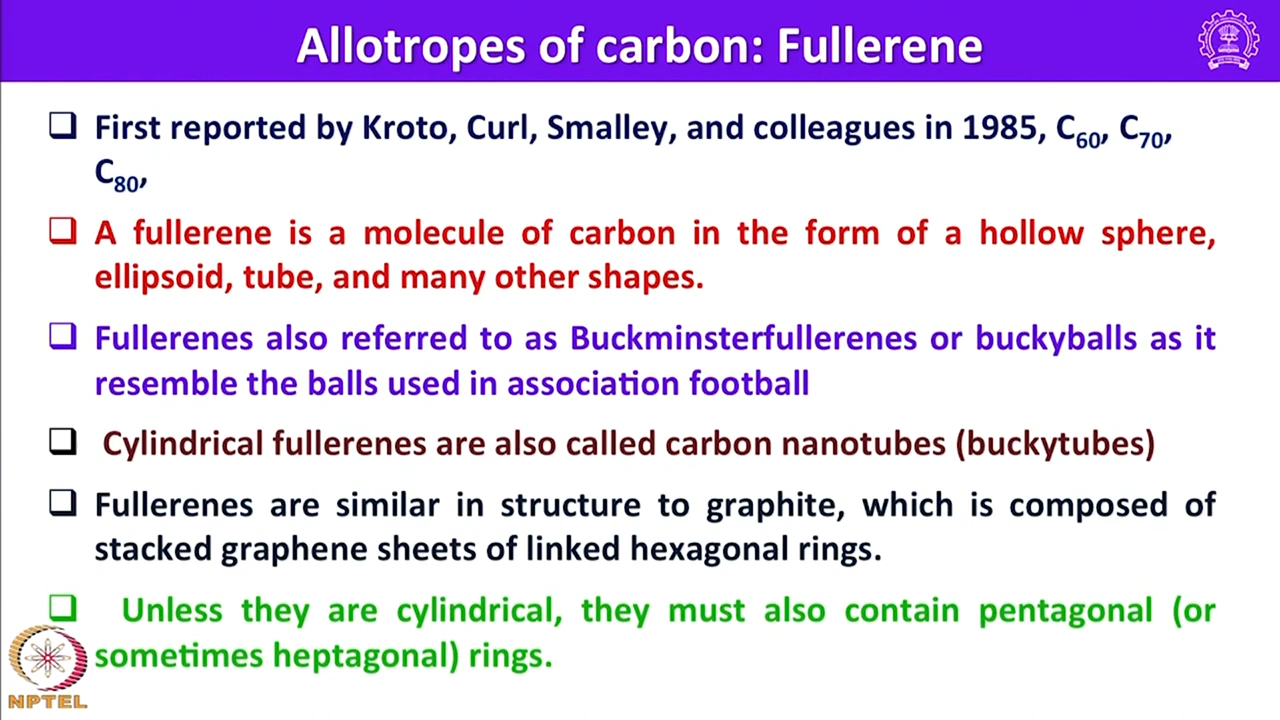 Allotropes of carbon: Fullerene
❑ First reported by Kroto, Curl, Smalley, and colleagues in 1985, C₆₀, C₇₀,
C₈₀,
❑ A fullerene is a molecule of carbon in the form of a hollow sphere,
ellipsoid, tube, and many other shapes.
❑ Fullerenes also referred to as Buckminsterfullerenes or buckyballs as it
resemble the balls used in association football
❑ Cylindrical fullerenes are also called carbon nanotubes (buckytubes)
❑ Fullerenes are similar in structure to graphite, which is composed of
stacked graphene sheets of linked hexagonal rings.
❑ Unless they are cylindrical, they must also contain pentagonal (or
sometimes heptagonal) rings.
NPTEL